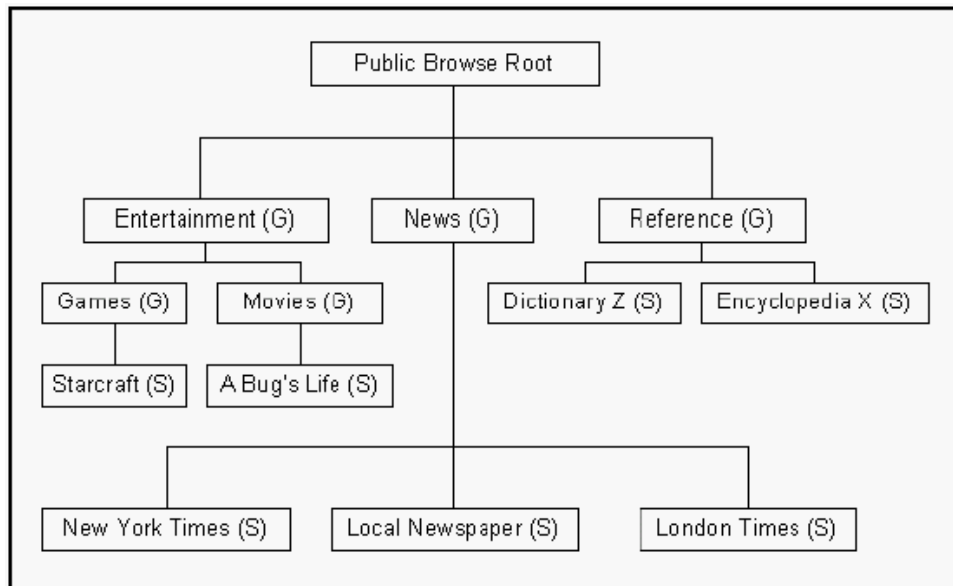 Public Browse Root
Entertainment (G)
News (G)
Reference (G)
Games (G)
Movies (G)
Dictionary Z (S)
Encyclopedia X (S)
Starcraft (S)
A Bug's Life (S)
New York Times (S)
Local Newspaper (S)
London Times (S)